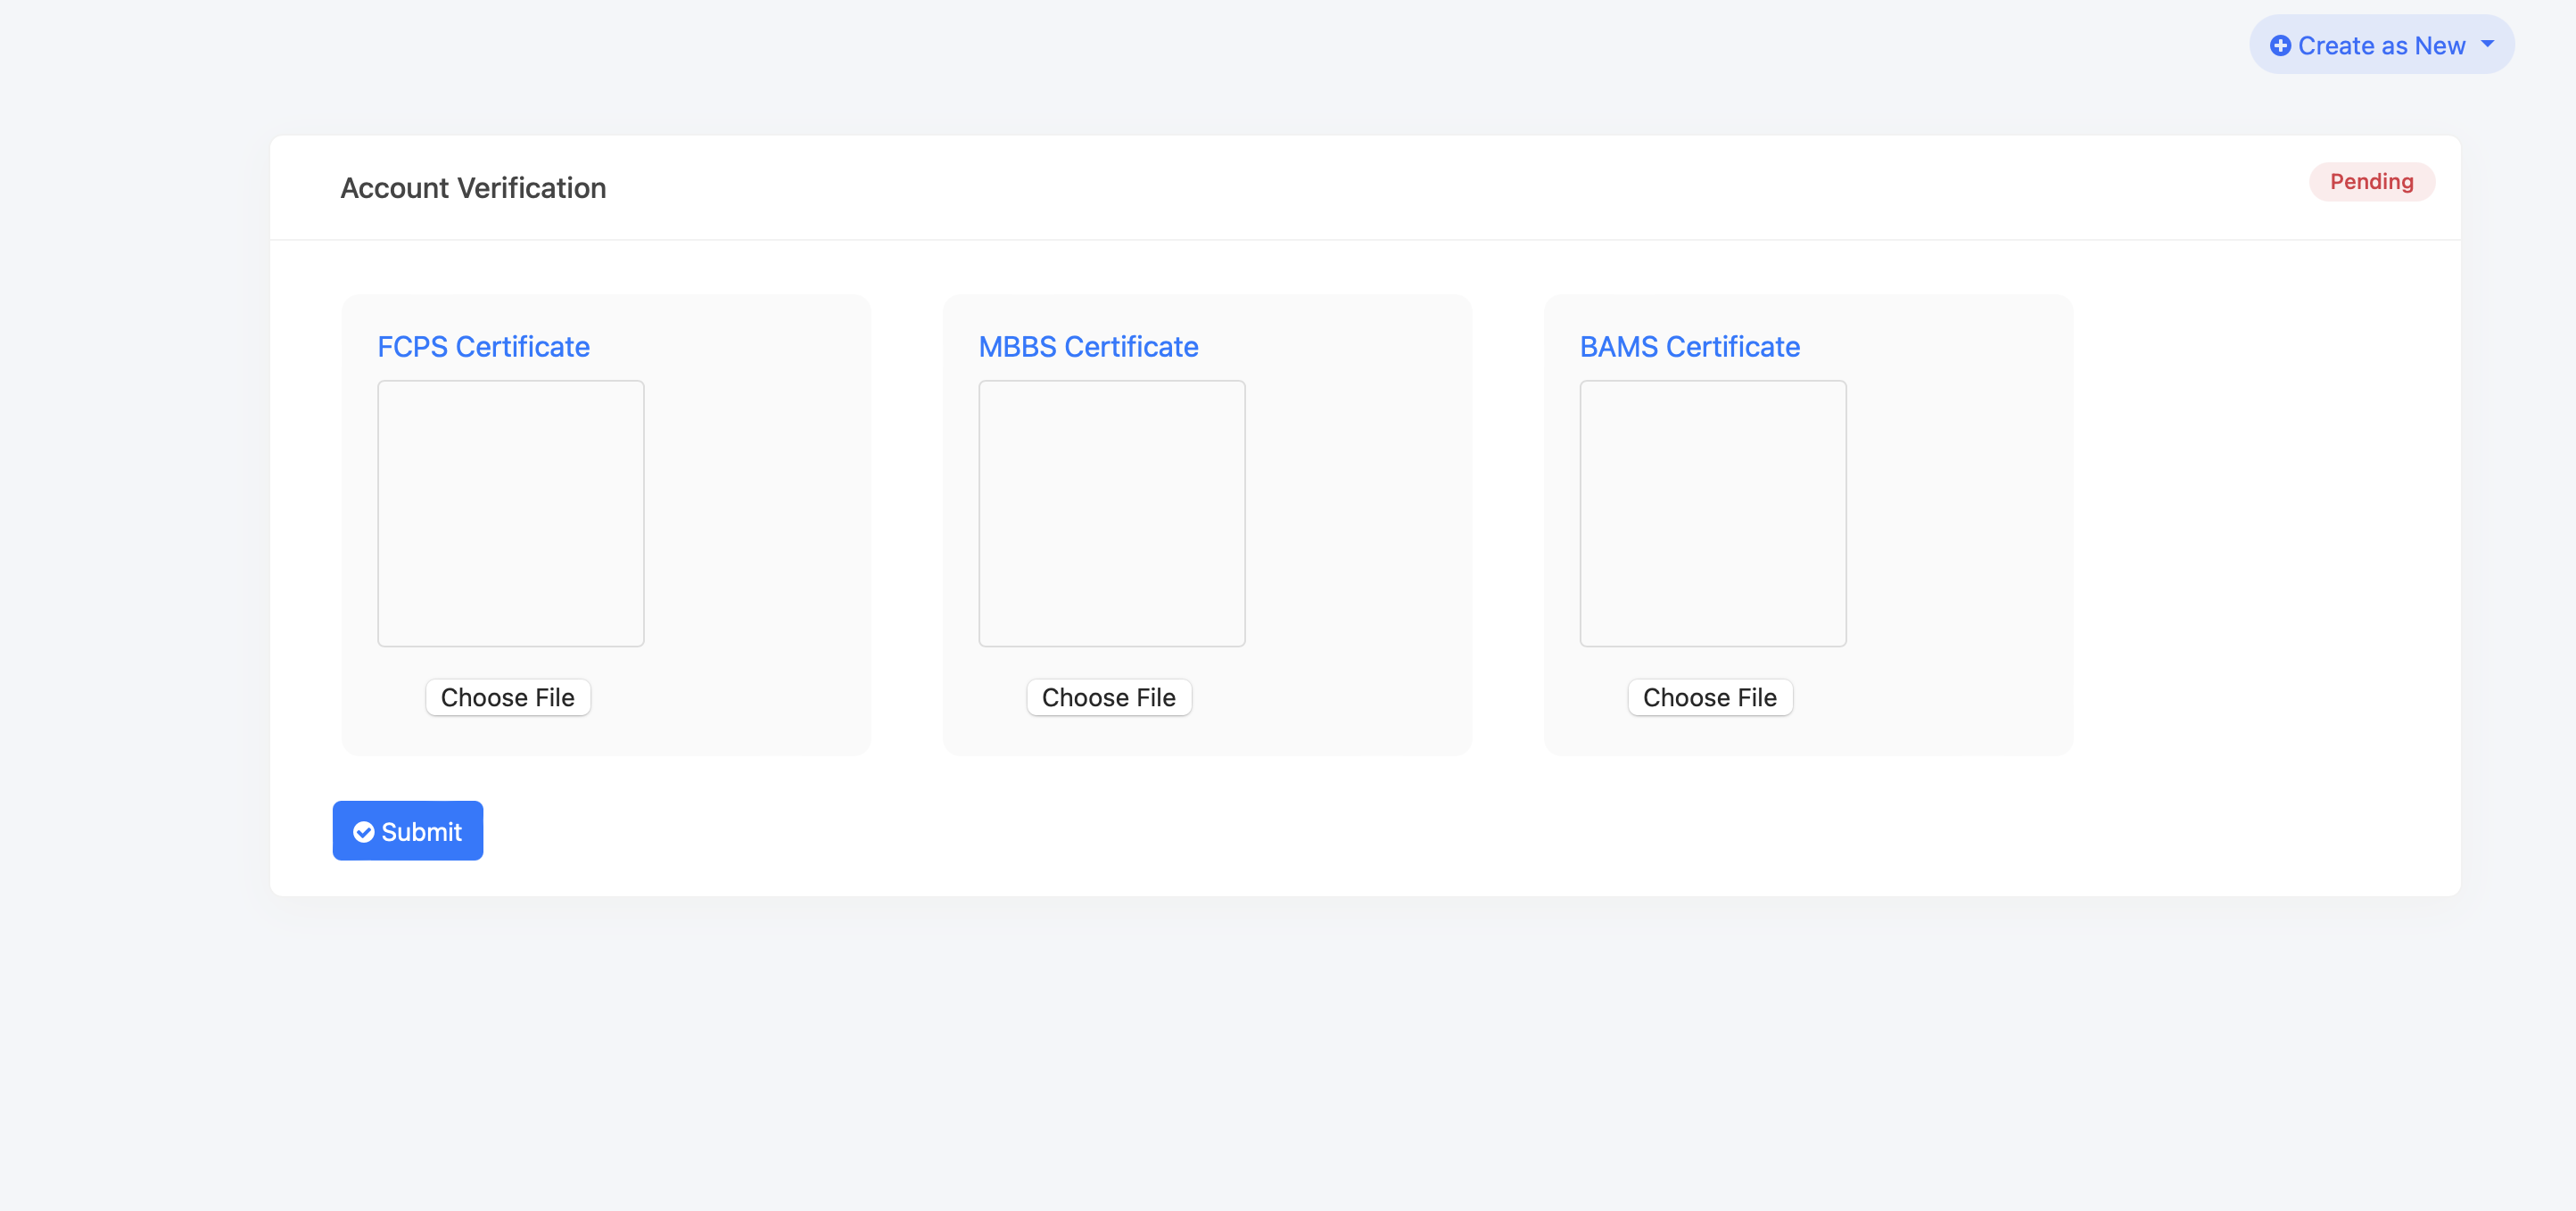 Create as New
Account Verification
Pending
FCPS Certificate
MBBS Certificate
BAMS Certificate
Choose File
Choose File
Choose File
Submit